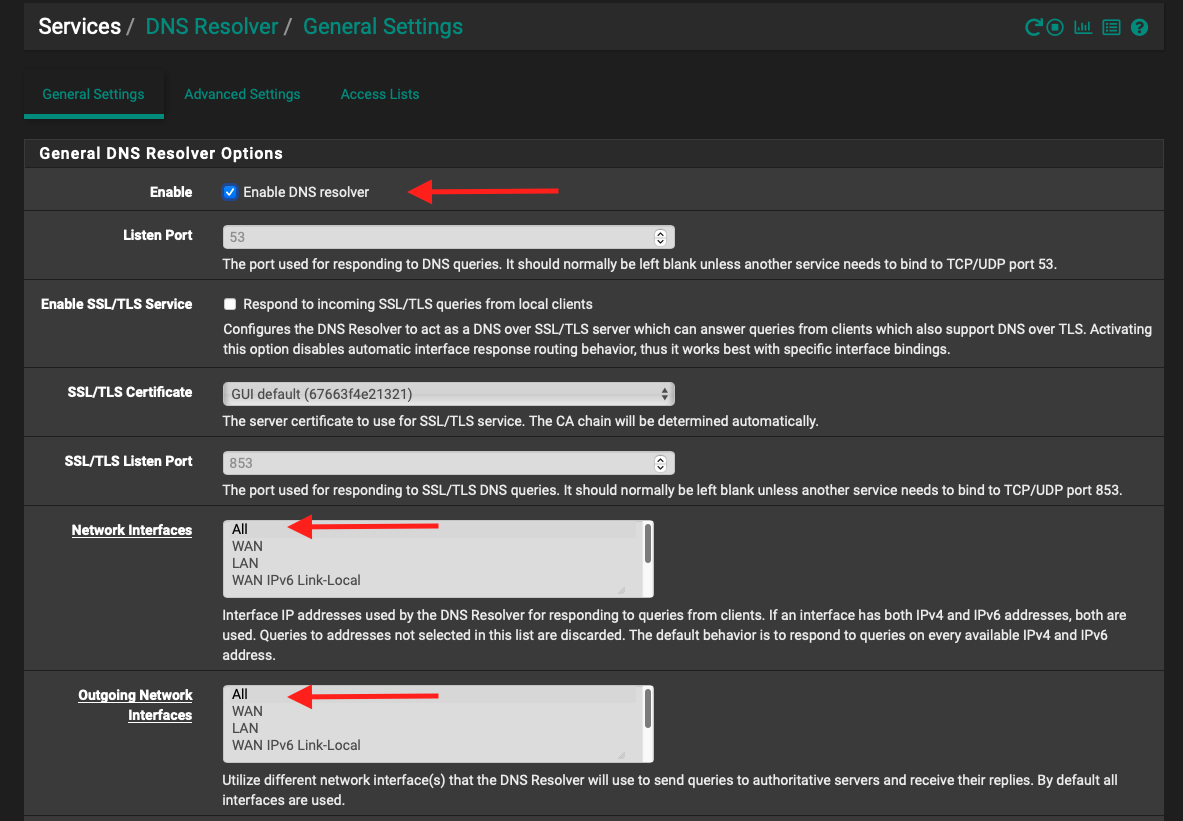 Services / DNS Resolver / General Settings
General Settings
Advanced Settings
Access Lists
General DNS Resolver Options
Enable
Enable DNS resolver
Listen Port
53
The port used for responding to DNS queries. It should normally be left blank unless another service needs to bind to TCP/UDP port 53.
Enable SSL/TLS Service
Respond to incoming SSL/TLS queries from local clients
Configures the DNS Resolver to act as a DNS over SSL/TLS server which can answer queries from clients which also support DNS over TLS. Activating
this option disables automatic interface response routing behavior, thus it works best with specific interface bindings.
SSL/TLS Certificate
GUI default (67663f4e21321)
The server certificate to use for SSL/TLS service. The CA chain will be determined automatically.
SSL/TLS Listen Port
853
The port used for responding to SSL/TLS DNS queries. It should normally be left blank unless another service needs to bind to TCP/UDP port 853.
Network Interfaces
All
WAN
LAN
WAN IPv6 Link-Local
Interface IP addresses used by the DNS Resolver for responding to queries from clients. If an interface has both IPv4 and IPv6 addresses, both are
used. Queries to addresses not selected in this list are discarded. The default behavior is to respond to queries on every available IPv4 and IPv6
address.
Outgoing Network
Interfaces
All
WAN
LAN
WAN IPv6 Link-Local
Utilize different network interface(s) that the DNS Resolver will use to send queries to authoritative servers and receive their replies. By default all
interfaces are used.